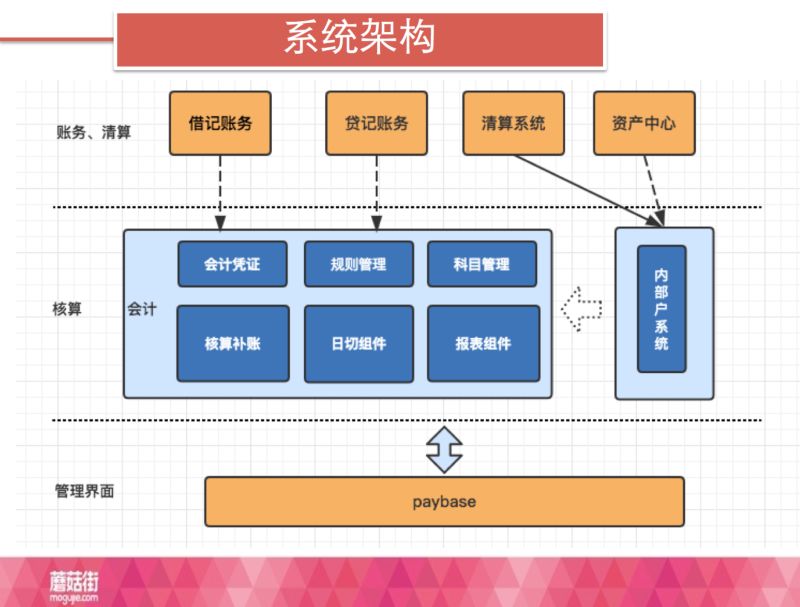 系统架构
账务、清算
借记账务
贷记账务
清算系统
资产中心
核算
会计
会计凭证
规则管理
科目管理
核算补账
日切组件
报表组件
内
部
户
系
统
管理界面
paybase
蘑菇街
mogujie.com